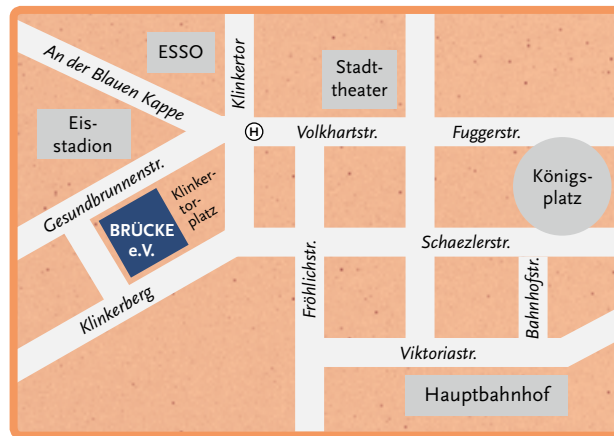 An der Blauen Kappe
ESSO
Klinkertor
Stadt-
theater
Eis-
stadion
H
Volkhartstr.
Fuggerstr.
Gesundbrunnenstr.
Klinker-
tor-
platz
Königs-
platz
BRÜCKE
e.V.
Schaezlerstr.
Klinkerberg
Fröhlichstr.
Bahnhofstr.
Viktoriastr.
Hauptbahnhof